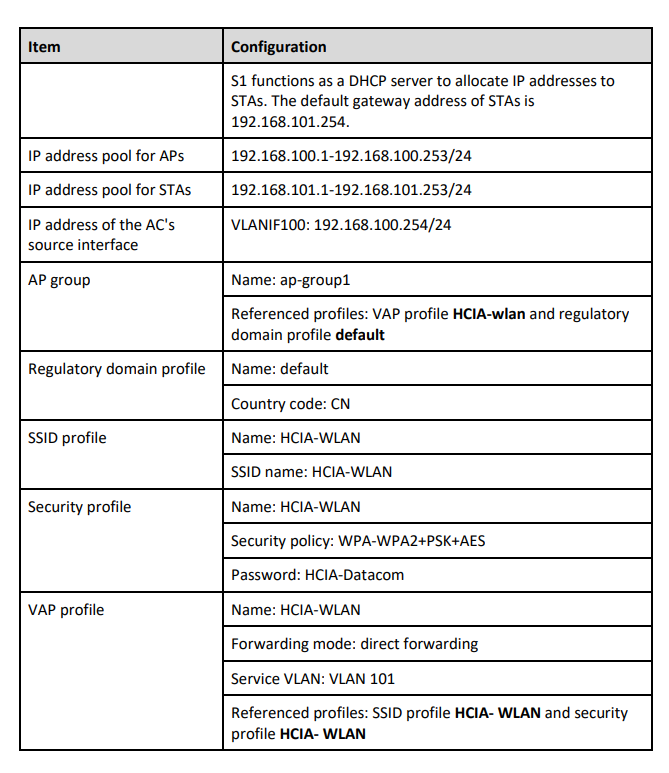 Item
Configuration
S1 functions as a DHCP server to allocate IP addresses to
STAs. The default gateway address of STAs is
192.168.101.254.
IP address pool for APs
192.168.100.1-192.168.100.253/24
IP address pool for STAs
192.168.101.1-192.168.101.253/24
IP address of the AC's
source interface
VLANIF100: 192.168.100.254/24
AP group
Name: ap-group1
Referenced profiles: VAP profile HCIA-wlan and regulatory
domain profile default
Regulatory domain profile
Name: default
Country code: CN
SSID profile
Name: HCIA-WLAN
SSID name: HCIA-WLAN
Security profile
Name: HCIA-WLAN
Security policy: WPA-WPA2+PSK+AES
Password: HCIA-Datacom
VAP profile
Name: HCIA-WLAN
Forwarding mode: direct forwarding
Service VLAN: VLAN 101
Referenced profiles: SSID profile HCIA- WLAN and security
profile HCIA- WLAN